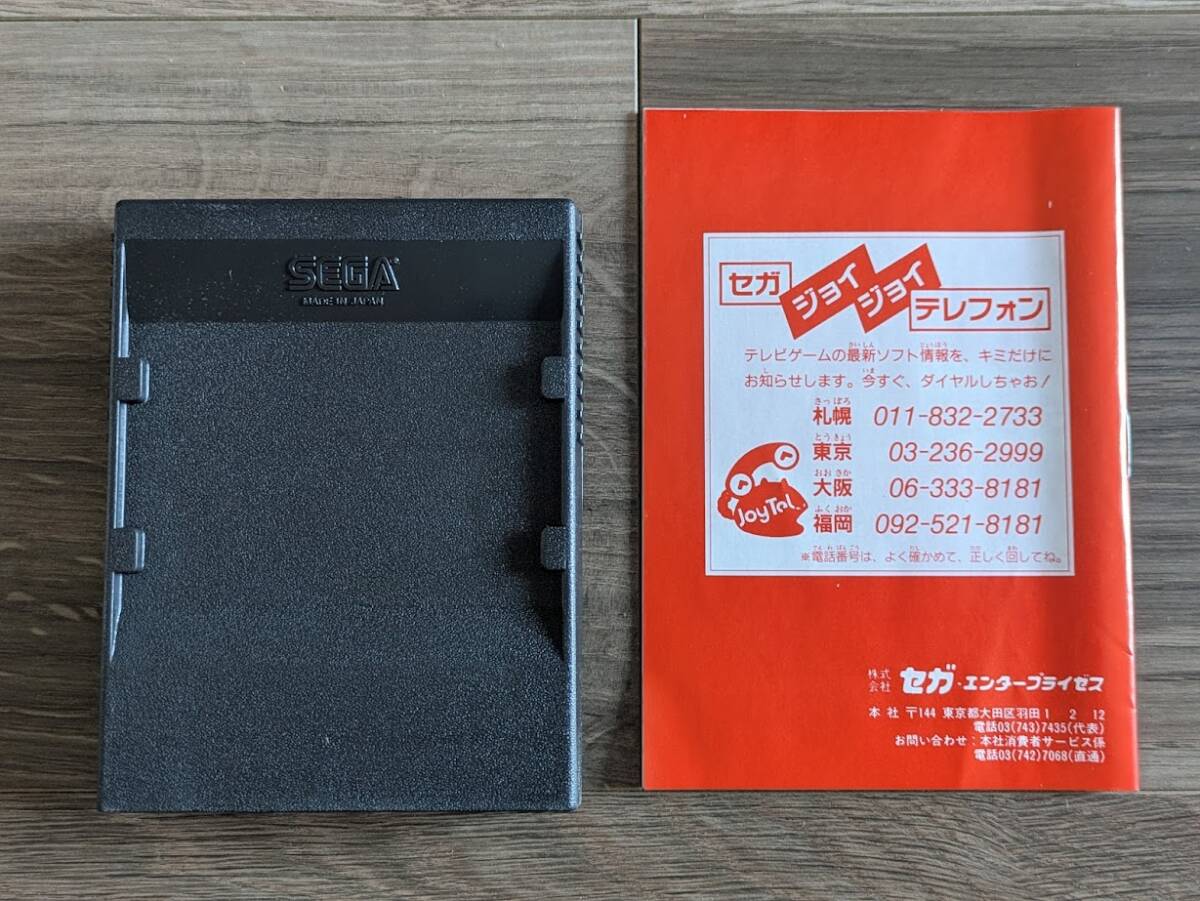 SEGA
MADE IN JAPAN
セガ ジョイ ジョイ テレフォン
テレビゲームの最新ソフト情報を、キミだけに
お知らせします。今すぐ、ダイヤルしちゃお!
札幌 011-832-2733
東京 03-236-2999
大阪 06-333-8181
福岡 092-521-8181
JoyTel
※電話番号は、よく確かめて、正しく回してね。
株式会社 セガ・エンタープライゼス
本社 〒144 東京都大田区羽田1 2 12
電話03(743)7435(代表)
お問い合わせ:本社消費者サービス係
電話03(742)7068(直通)